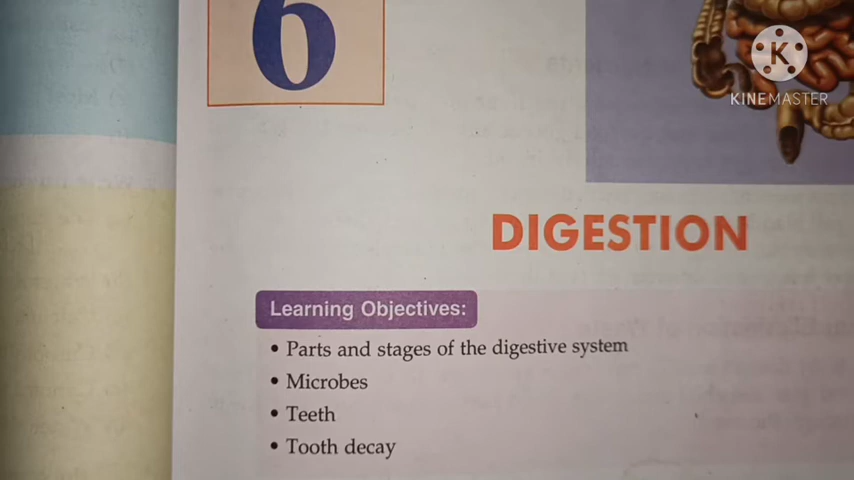 6
K
KINEMASTER
DIGESTION
Learning Objectives:
• Parts and stages of the digestive system
• Microbes
• Teeth
• Tooth decay